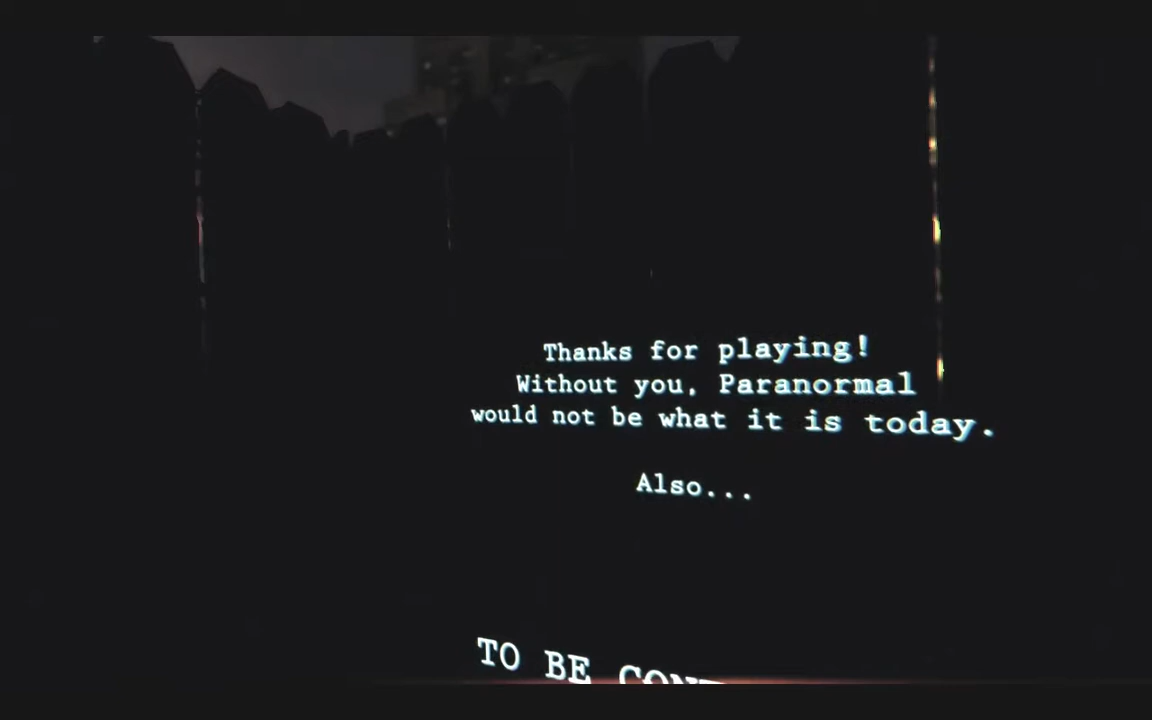 Thanks for playing!
Without you, Paranormal
would not be what it is today.
Also...
TO BE